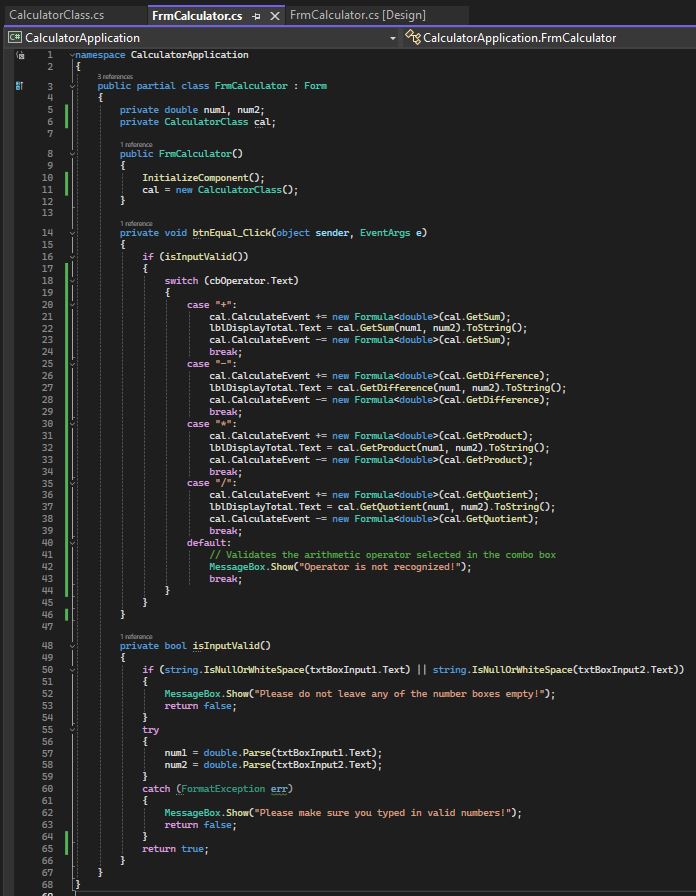 CalculatorClass.cs FrmCalculator.cs FrmCalculator.cs [Design]
C# CalculatorApplication CalculatorApplication.FrmCalculator
1 namespace CalculatorApplication
2 {
3 references
3 public partial class FrmCalculator : Form
4 {
5 private double num1, num2;
6 private CalculatorClass cal;
7
1 reference
8 public FrmCalculator()
9 {
10 InitializeComponent();
11 cal = new CalculatorClass();
12 }
13
1 reference
14 private void btnEqual_Click(object sender, EventArgs e)
15 {
16 if (isInputValid())
17 {
18 switch (cbOperator.Text)
19 {
20 case "+":
21 cal.CalculateEvent += new Formula<double>(cal.GetSum);
22 lblDisplayTotal.Text = cal.GetSum(num1, num2).ToString();
23 cal.CalculateEvent -= new Formula<double>(cal.GetSum);
24 break;
25 case "-":
26 cal.CalculateEvent += new Formula<double>(cal.GetDifference);
27 lblDisplayTotal.Text = cal.GetDifference(num1, num2).ToString();
28 cal.CalculateEvent -= new Formula<double>(cal.GetDifference);
29 break;
30 case "*":
31 cal.CalculateEvent += new Formula<double>(cal.GetProduct);
32 lblDisplayTotal.Text = cal.GetProduct(num1, num2).ToString();
33 cal.CalculateEvent -= new Formula<double>(cal.GetProduct);
34 break;
35 case "/":
36 cal.CalculateEvent += new Formula<double>(cal.GetQuotient);
37 lblDisplayTotal.Text = cal.GetQuotient(num1, num2).ToString();
38 cal.CalculateEvent -= new Formula<double>(cal.GetQuotient);
39 break;
40 default:
41 // Validates the arithmetic operator selected in the combo box
42 MessageBox.Show("Operator is not recognized!");
43 break;
44 }
45 }
46 }
47
1 reference
48 private bool isInputValid()
49 {
50 if (string.IsNullOrWhiteSpace(txtBoxInput1.Text) || string.IsNullOrWhiteSpace(txtBoxInput2.Text))
51 {
52 MessageBox.Show("Please do not leave any of the number boxes empty!");
53 return false;
54 }
55 try
56 {
57 num1 = double.Parse(txtBoxInput1.Text);
58 num2 = double.Parse(txtBoxInput2.Text);
59 }
60 catch (FormatException err)
61 {
62 MessageBox.Show("Please make sure you typed in valid numbers!");
63 return false;
64 }
65 return true;
66 }
67 }
68 }